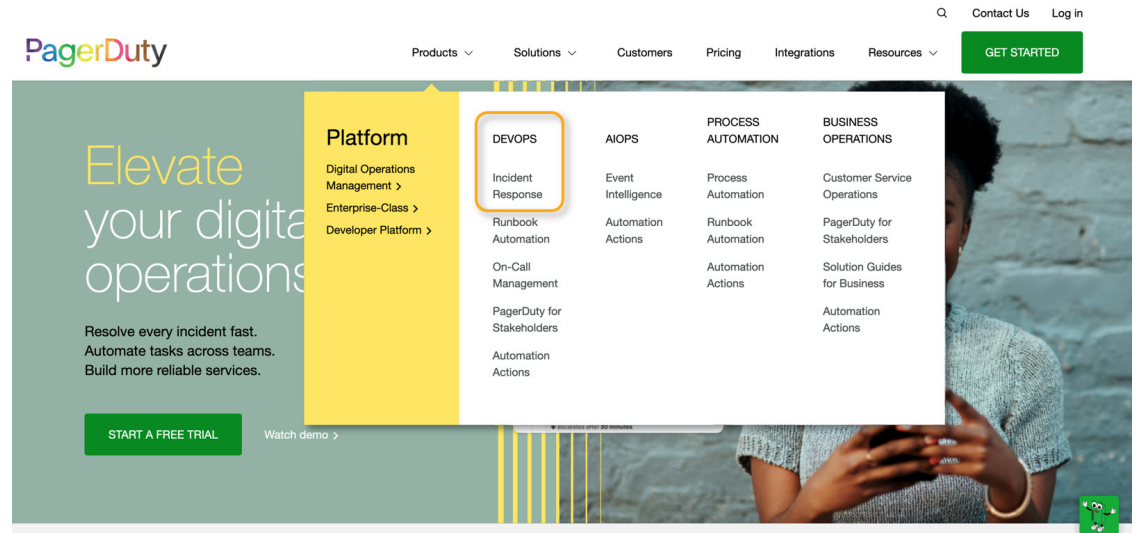 Contact Us Log in
PagerDuty
Products Solutions Customers Pricing Integrations Resources GET STARTED
Platform
Digital Operations
Management >
Enterprise-Class >
Developer Platform >
DEVOPS
Incident
Response
Runbook
Automation
On-Call
Management
PagerDuty for
Stakeholders
Automation
Actions
AIOPS
Event
Intelligence
Automation
Actions
PROCESS
AUTOMATION
Process
Automation
Runbook
Automation
Automation
Actions
BUSINESS
OPERATIONS
Customer Service
Operations
PagerDuty for
Stakeholders
Solution Guides
for Business
Automation
Actions
Elevate
your digita
operations
Resolve every incident fast.
Automate tasks across teams.
Build more reliable services.
START A FREE TRIAL Watch demo >
escalates after 30 minutes